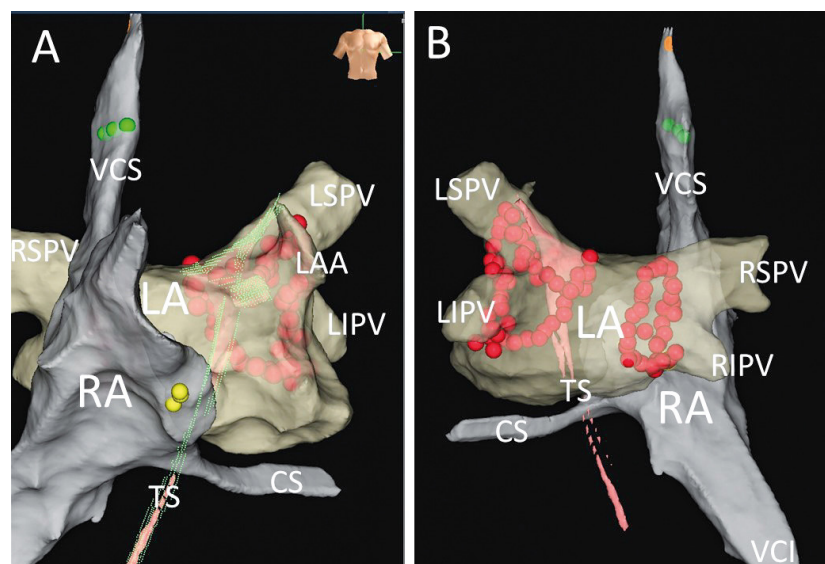 A
VCS
LSPV
RSPV
LAA
LA
LIPV
RA
CS
TS
B
VCS
LSPV
RSPV
LIPV
LA
RIPV
TS
RA
CS
VCI